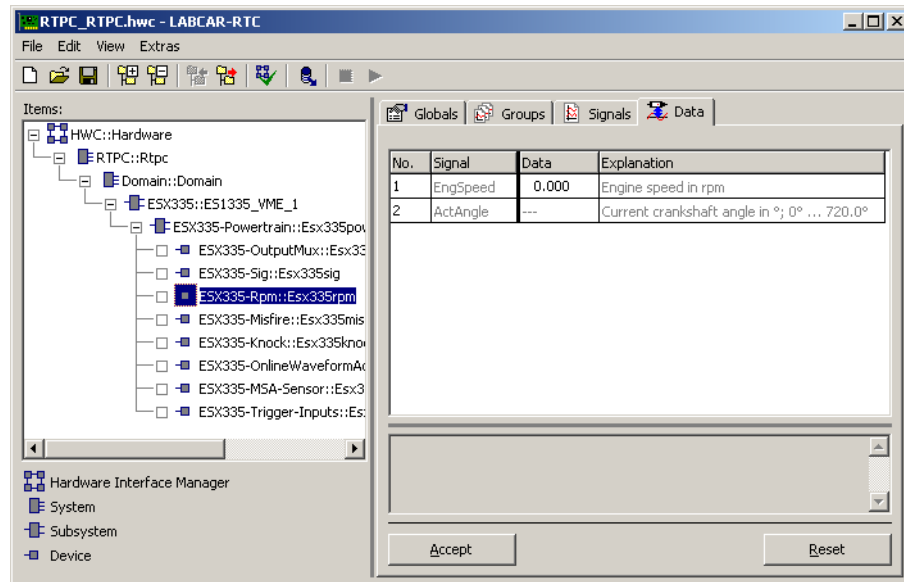 RTPC_RTPC.hwc - LABCAR-RTC
File Edit View Extras
Items:
HWC::Hardware
RTPC::Rtpc
Domain::Domain
ESX335::ES1335_VME_1
ESX335-Powertrain::Esx335pow
ESX335-OutputMux::Esx33
ESX335-Sig::Esx335sig
ESX335-Rpm::Esx335rpm
ESX335-Misfire::Esx335mis
ESX335-Knock::Esx335kno
ESX335-OnlineWaveformAc
ESX335-MSA-Sensor::Esx3
ESX335-Trigger-Inputs::Es
Hardware Interface Manager
System
Subsystem
Device
Globals Groups Signals Data
No. Signal Data Explanation
1 EngSpeed 0.000 Engine speed in rpm
2 ActAngle --- Current crankshaft angle in °; 0° ... 720.0°
Accept Reset